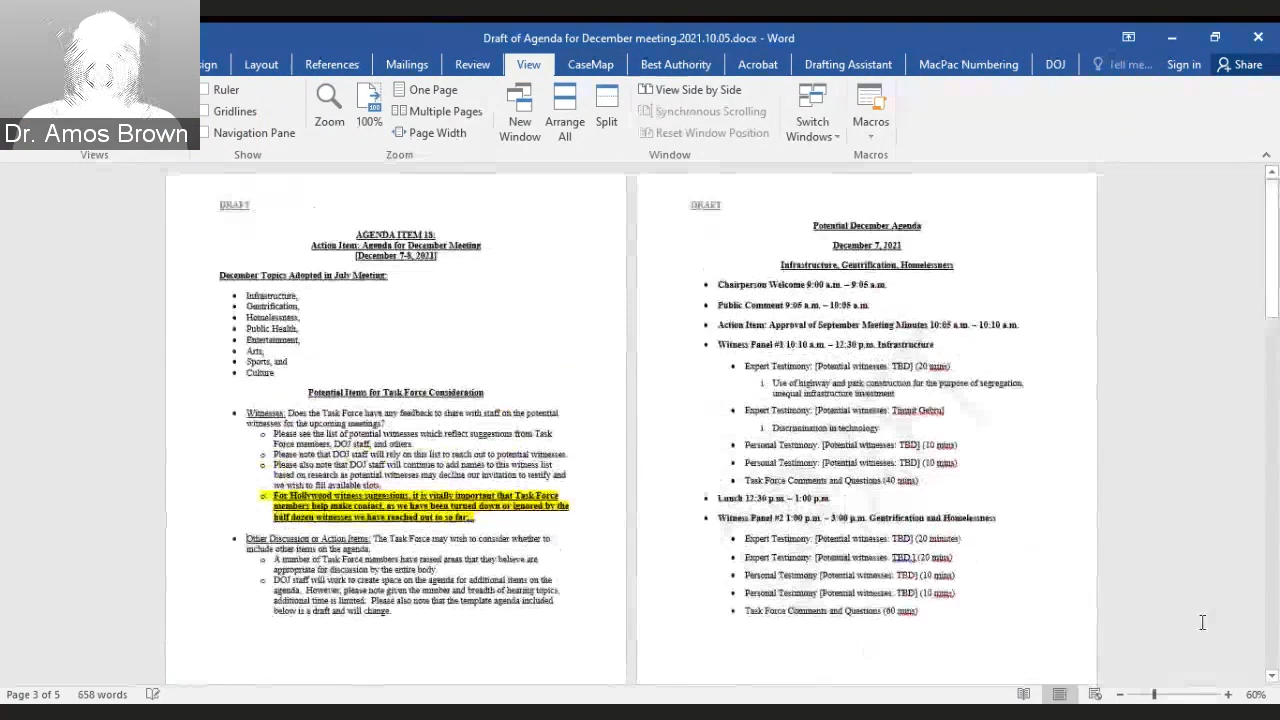 Draft of Agenda for December meeting.2021.10.05.docx - Word
sign Layout References Mailings Review View CaseMap Best Authority Acrobat Drafting Assistant MacPac Numbering DOJ Tell me... Sign in Share
Ruler
Gridlines
Navigation Pane
Show
Zoom
100%
One Page
Multiple Pages
Page Width
Zoom
New Window
Arrange All
Split
View Side by Side
Synchronous Scrolling
Reset Window Position
Window
Switch Windows
Macros
Macros
Dr. Amos Brown
Views
DRAFT
AGENDA ITEM 18:
Action Item: Agenda for December Meeting
[December 7-8, 2021]
December Topics Adopted in July Meeting:
Infrastructure,
Gentrification,
Homelessness,
Public Health,
Entertainment,
Arts,
Sports, and
Culture
Potential Items for Task Force Consideration
Witnesses: Does the Task Force have any feedback to share with staff on the potential
witnesses for the upcoming meetings?
Please see the list of potential witnesses which reflect suggestions from Task
Force members, DOJ staff, and others.
Please note that DOJ staff will rely on this list to reach out to potential witnesses.
Please also note that DOJ staff will continue to add names to this witness list
based on research as potential witnesses may decline our invitation to testify and
we wish to fill available slots.
For Hollywood witness suggestions, it is vitally important that Task Force
members help make contact, as we have been turned down or ignored by the
half dozen witnesses we have reached out to so far...
Other Discussion or Action Items: The Task Force may wish to consider whether to
include other items on the agenda.
A number of Task Force members have raised areas that they believe are
appropriate for discussion by the entire body.
DOJ staff will work to create space on the agenda for additional items on the
agenda. However, please note given the number and breadth of hearing topics,
additional time is limited. Please also note that the template agenda included
below is a draft and will change.
DRAFT
Potential December Agenda
December 7, 2021
Infrastructure, Gentrification, Homelessness
Chairperson Welcome 9:00 a.m. – 9:05 a.m.
Public Comment 9:05 a.m. – 10:05 a.m.
Action Item: Approval of September Meeting Minutes 10:05 a.m. – 10:10 a.m.
Witness Panel #1 10:10 a.m. – 12:30 p.m. Infrastructure
Expert Testimony: [Potential witnesses: TBD] (20 mins)
i. Use of highway and park construction for the purpose of segregation,
unequal infrastructure investment
Expert Testimony: [Potential witnesses: Timnit Gebru]
i. Discrimination in technology
Personal Testimony: [Potential witnesses: TBD] (10 mins)
Personal Testimony: [Potential witnesses: TBD] (10 mins)
Task Force Comments and Questions (40 mins)
Lunch 12:30 p.m. – 1:00 p.m.
Witness Panel #2 1:00 p.m. – 3:00 p.m. Gentrification and Homelessness
Expert Testimony: [Potential witnesses: TBD] (20 minutes)
Expert Testimony: [Potential witnesses: TBD.] (20 mins)
Personal Testimony [Potential witnesses: TBD] (10 mins)
Personal Testimony [Potential witnesses: TBD] (10 mins)
Task Force Comments and Questions (60 mins)
Page 3 of 5 658 words 60%